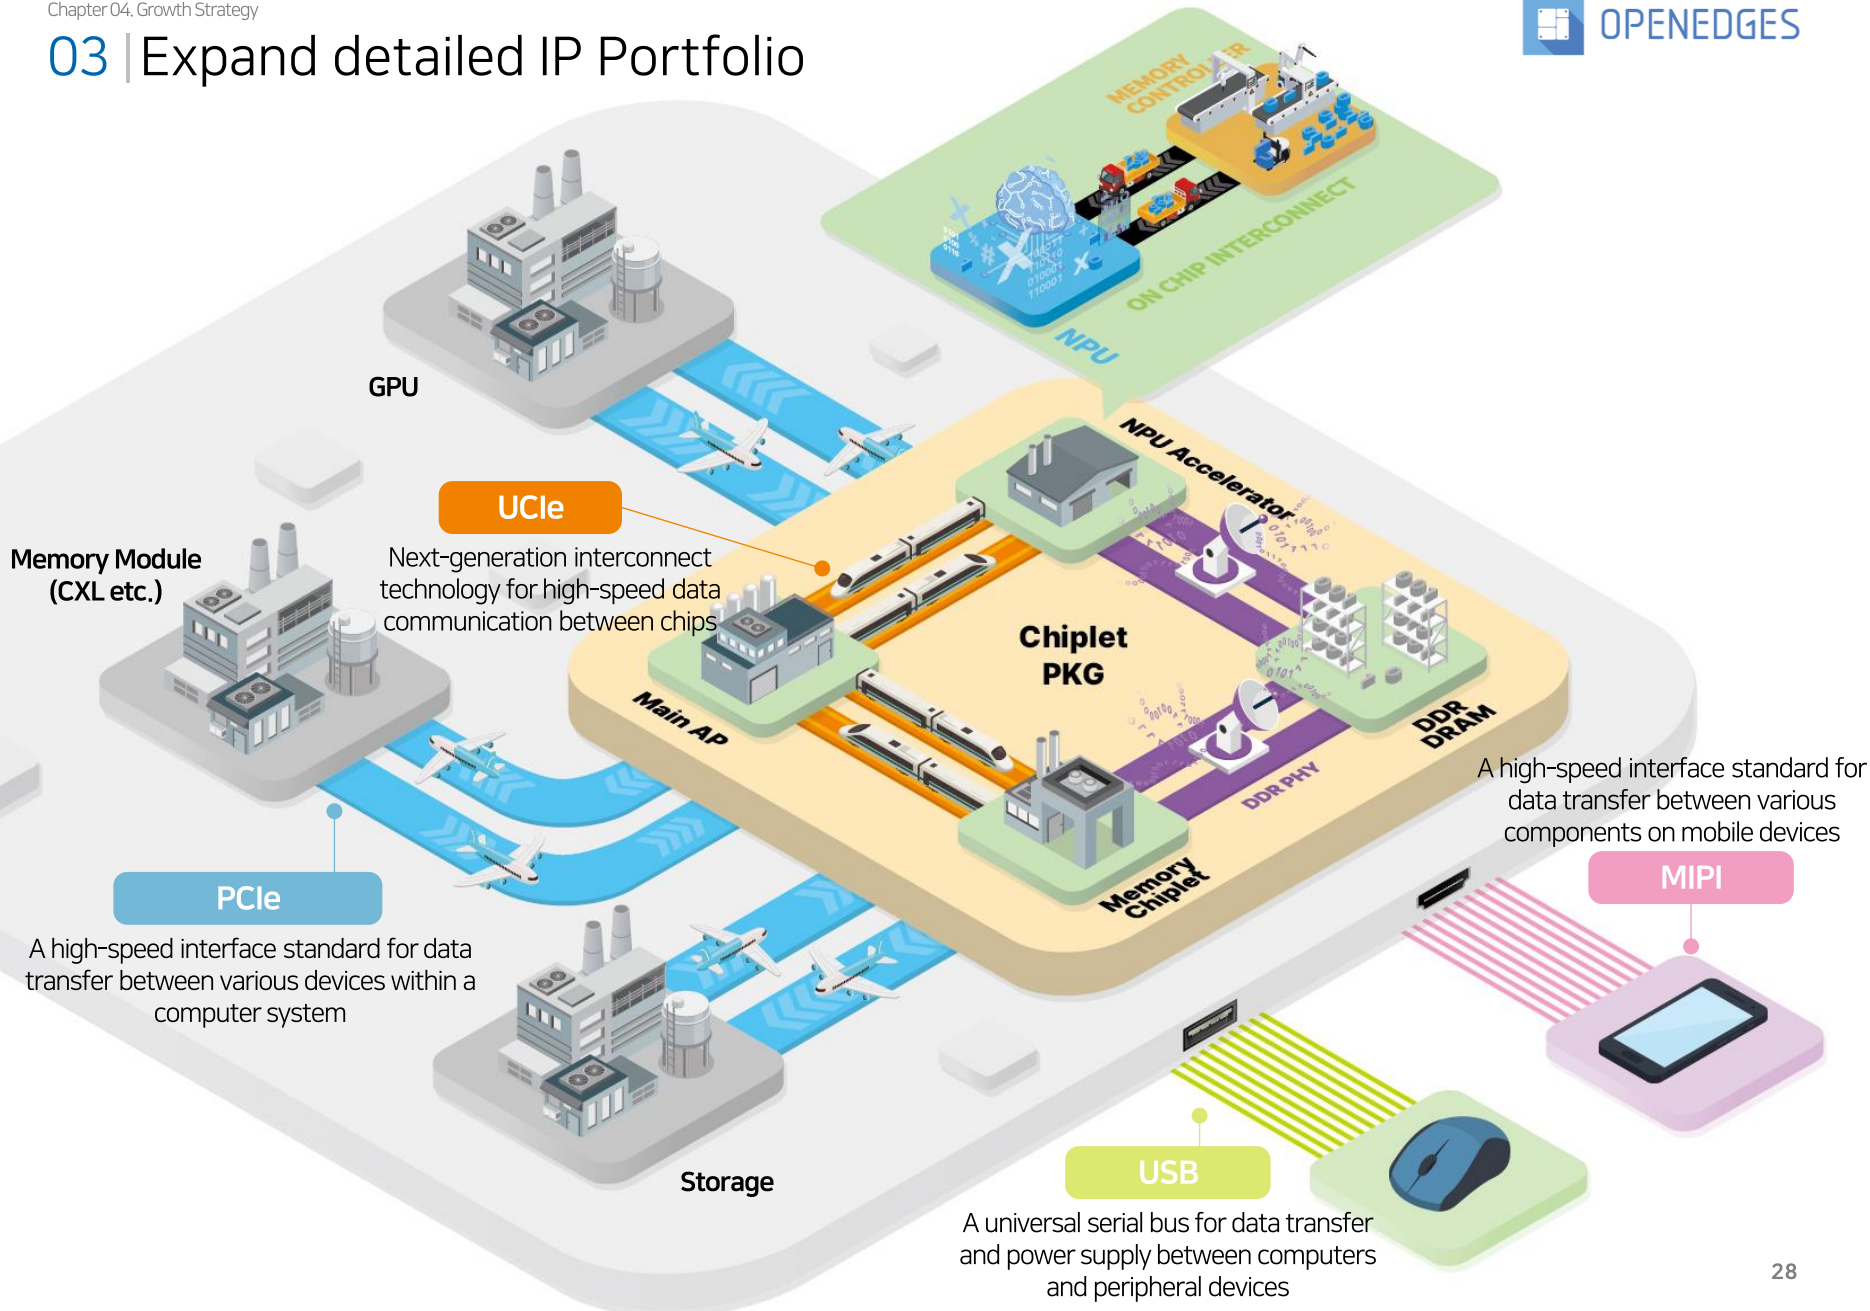 Chapter 04. Growth Strategy
03 Expand detailed IP Portfolio
OPENEDGES
MEMORY
CONTROLLER
ON CHIP INTERCONNECT
NPU
GPU
NPU Accelerator
UCIe
Next-generation interconnect
technology for high-speed data
communication between chips
Memory Module
(CXL etc.)
Chiplet
PKG
Main AP
DDR
DRAM
DDR PHY
Memory
Chiplet
A high-speed interface standard for
data transfer between various
components on mobile devices
MIPI
PCIe
A high-speed interface standard for data
transfer between various devices within a
computer system
Storage
USB
A universal serial bus for data transfer
and power supply between computers
and peripheral devices
28